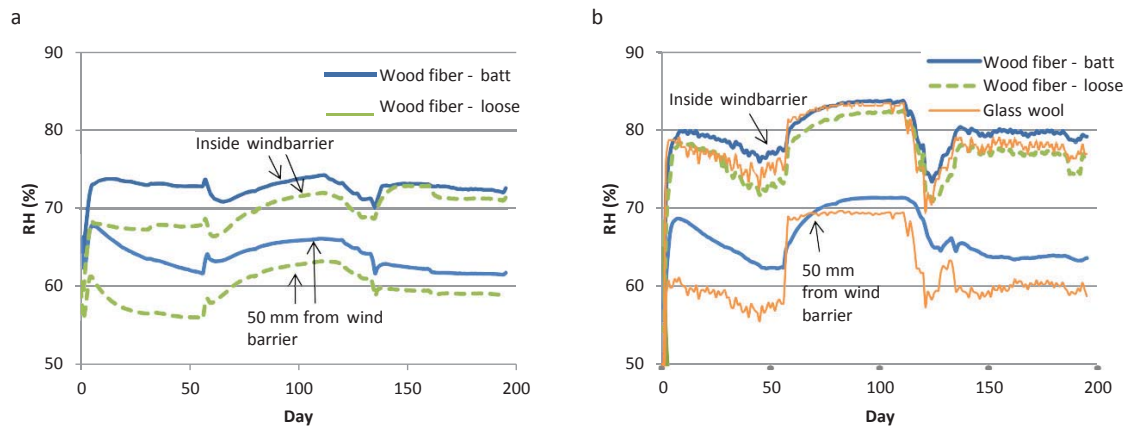 a
90
80
70
60
50
RH (%)
0
50
100
150
200
Day
Wood fiber - batt
Wood fiber - loose
Inside windbarrier
50 mm from wind
barrier
b
90
80
70
60
50
RH (%)
0
50
100
150
200
Day
Wood fiber - batt
Wood fiber - loose
Glass wool
Inside windbarrier
50 mm
from wind
barrier